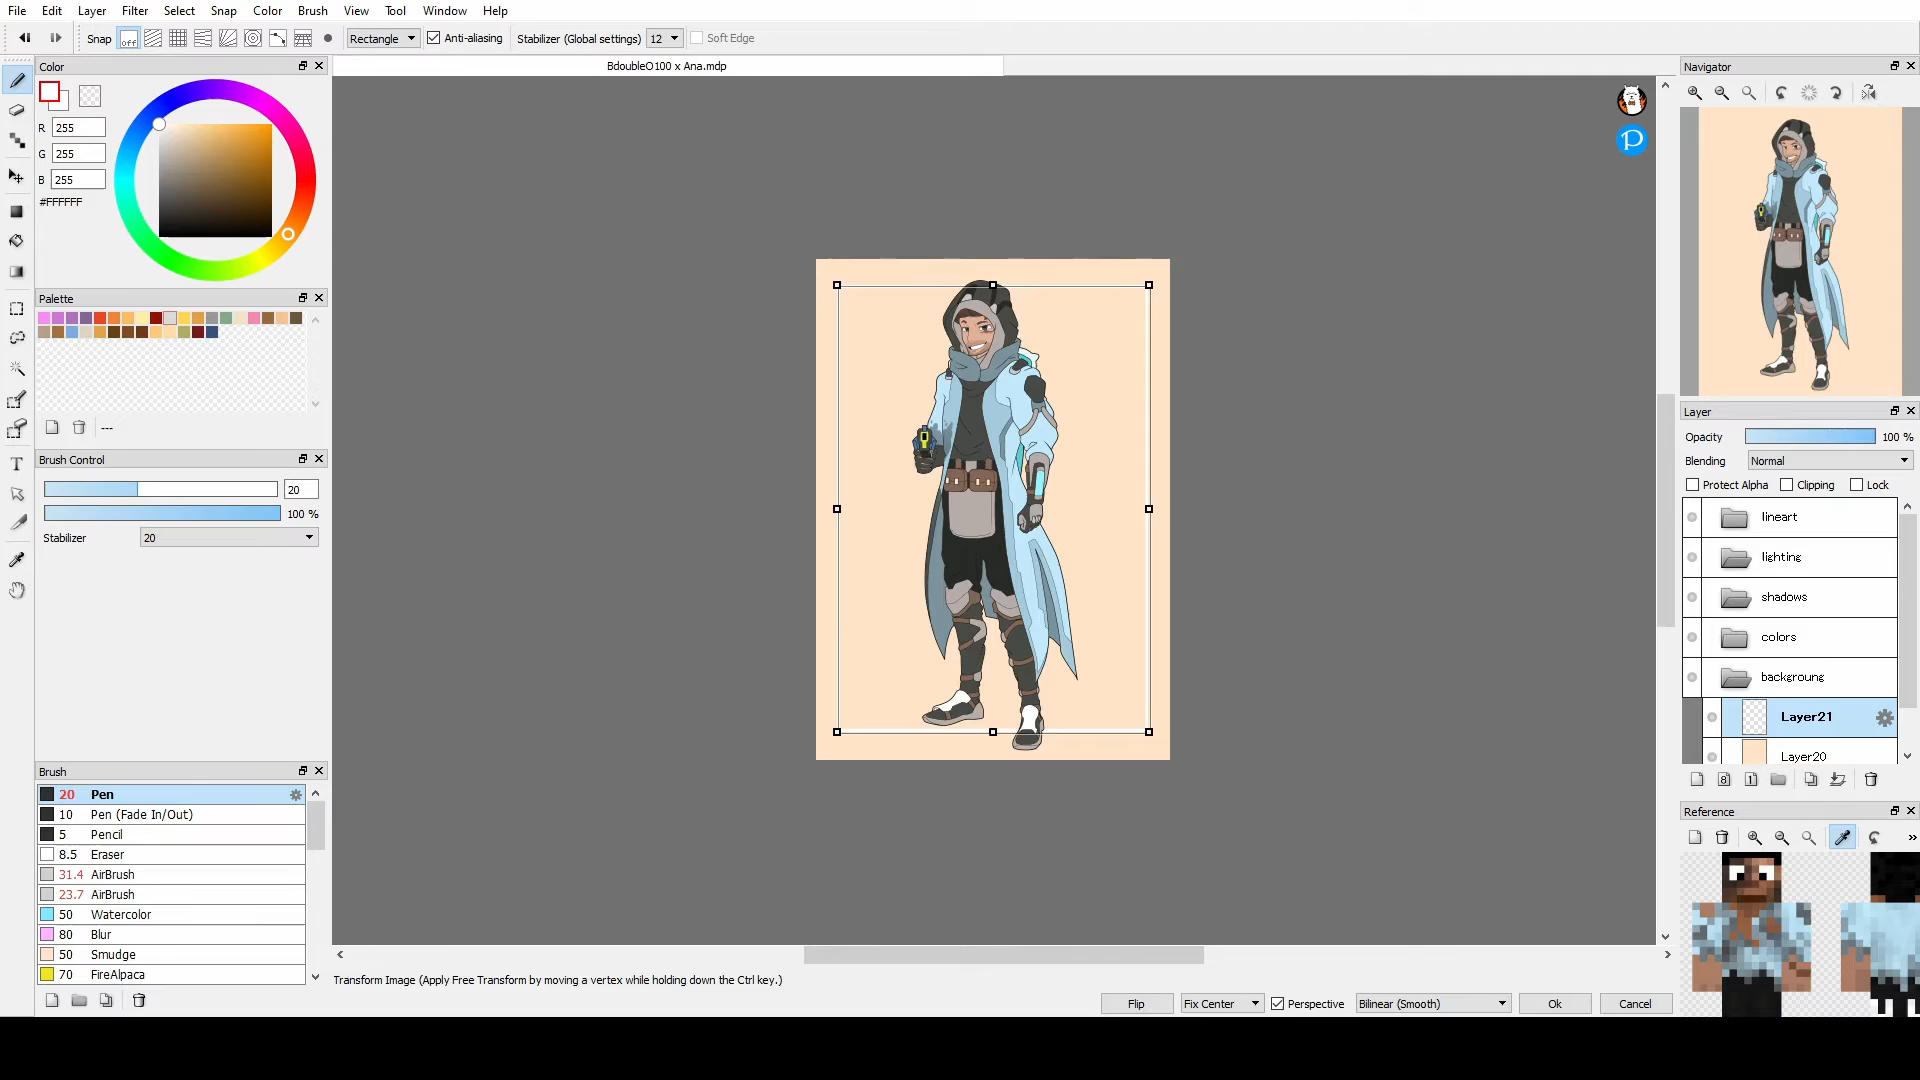 File Edit Layer Filter Select Snap Color Brush View Tool Window Help
Snap off Rectangle Anti-aliasing Stabilizer (Global settings) 12 Soft Edge
Color
BdoubleO100 x Ana.mdp
Navigator
R 255
G 255
B 255
#FFFFFF
Palette
---
Brush Control
20
100 %
Stabilizer 20
Brush
20 Pen
10 Pen (Fade In/Out)
5 Pencil
8.5 Eraser
31.4 AirBrush
23.7 AirBrush
50 Watercolor
80 Blur
50 Smudge
70 FireAlpaca
P
Layer
Opacity 100 %
Blending Normal
Protect Alpha Clipping Lock
lineart
lighting
shadows
colors
backgroung
Layer21
Layer20
8 1
Reference
Transform Image (Apply Free Transform by moving a vertex while holding down the Ctrl key.)
Flip Fix Center Perspective Bilinear (Smooth) Ok Cancel